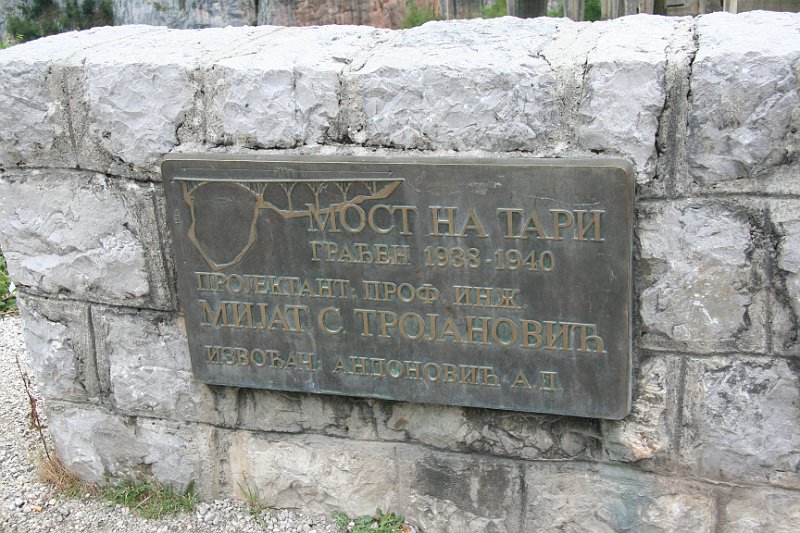 МОСТ НА ТАРИ
ГРАЂЕН 1938-1940
ПРОЈЕКТАНТ ПРОФ. ИНЖ.
МИЈАТ С. ТРОЈАНОВИЋ
ИЗВОЂАЧ АНДОНОВИЋ А.Д.